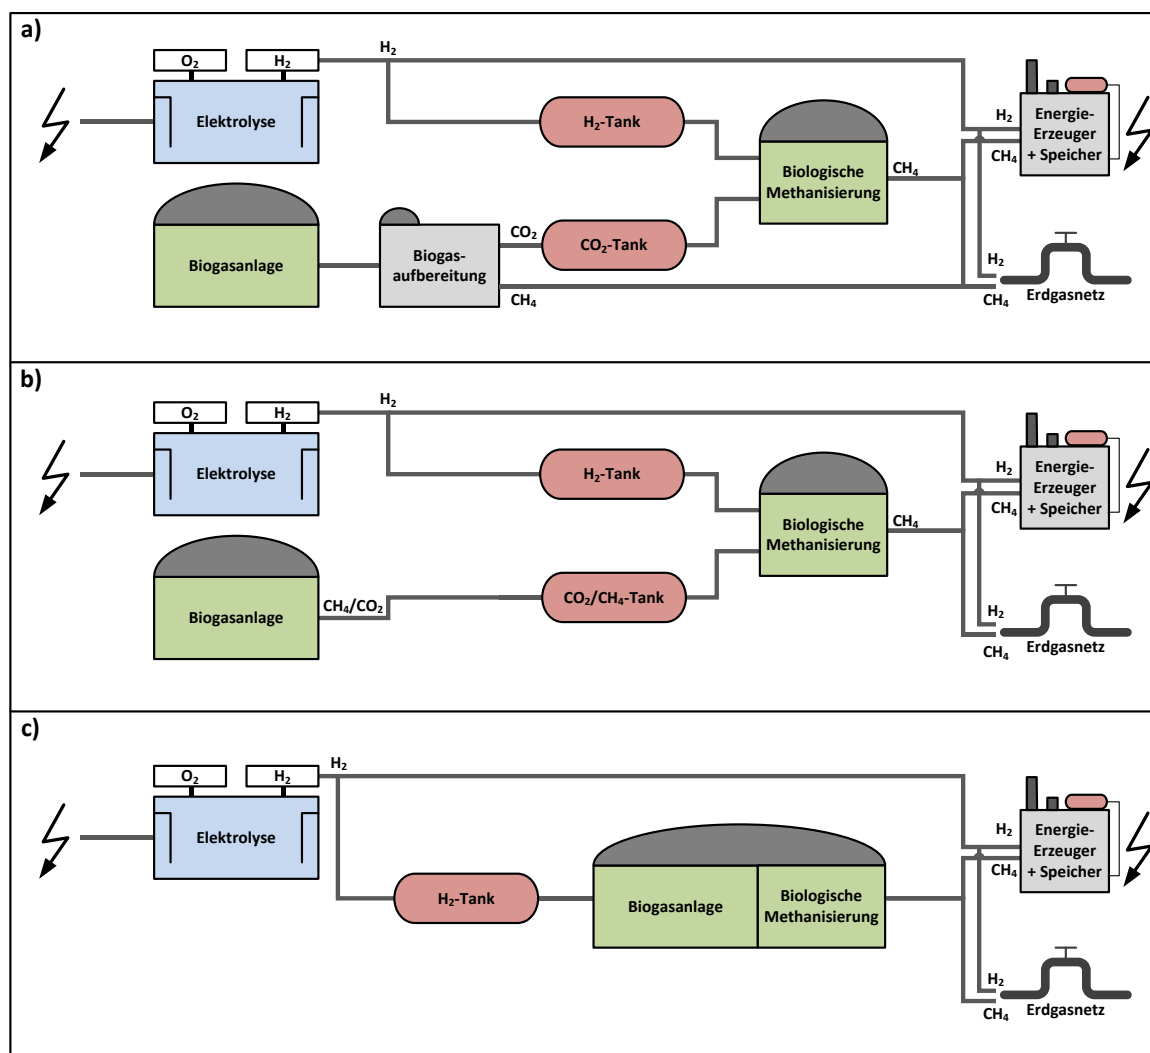 a)
H₂
O₂
H₂
Elektrolyse
H₂-Tank
Biologische
Methanisierung
CH₄
H₂
CH₄
Energie-
Erzeuger
+ Speicher
Biogasanlage
Biogas-
aufbereitung
CO₂
CH₄
CO₂-Tank
H₂
CH₄
Erdgasnetz
b)
H₂
O₂
H₂
Elektrolyse
H₂-Tank
Biologische
Methanisierung
CH₄
H₂
CH₄
Energie-
Erzeuger
+ Speicher
Biogasanlage
CH₄/CO₂
CO₂/CH₄-Tank
H₂
CH₄
Erdgasnetz
c)
H₂
O₂
H₂
Elektrolyse
H₂-Tank
Biogasanlage
Biologische
Methanisierung
H₂
CH₄
Energie-
Erzeuger
+ Speicher
H₂
CH₄
Erdgasnetz